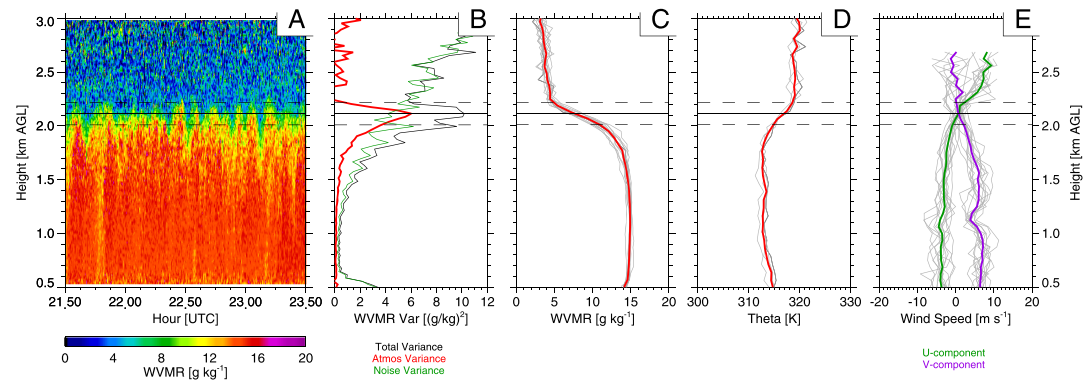 A
B
C
D
E
Height [km AGL]
3.0
2.5
2.0
1.5
1.0
0.5
21.50 22.00 22.50 23.00 23.50
Hour [UTC]
0 4 8 12 16 20
WVMR [g kg-1]
0 2 4 6 8 10 12
WVMR Var [(g/kg)2]
Total Variance
Atmos Variance
Noise Variance
0 5 10 15 20
WVMR [g kg-1]
300 310 320 330
Theta [K]
-20 -10 0 10 20
Wind Speed [m s-1]
U-component
V-component
2.5
2.0
1.5
1.0
0.5
Height [km AGL]